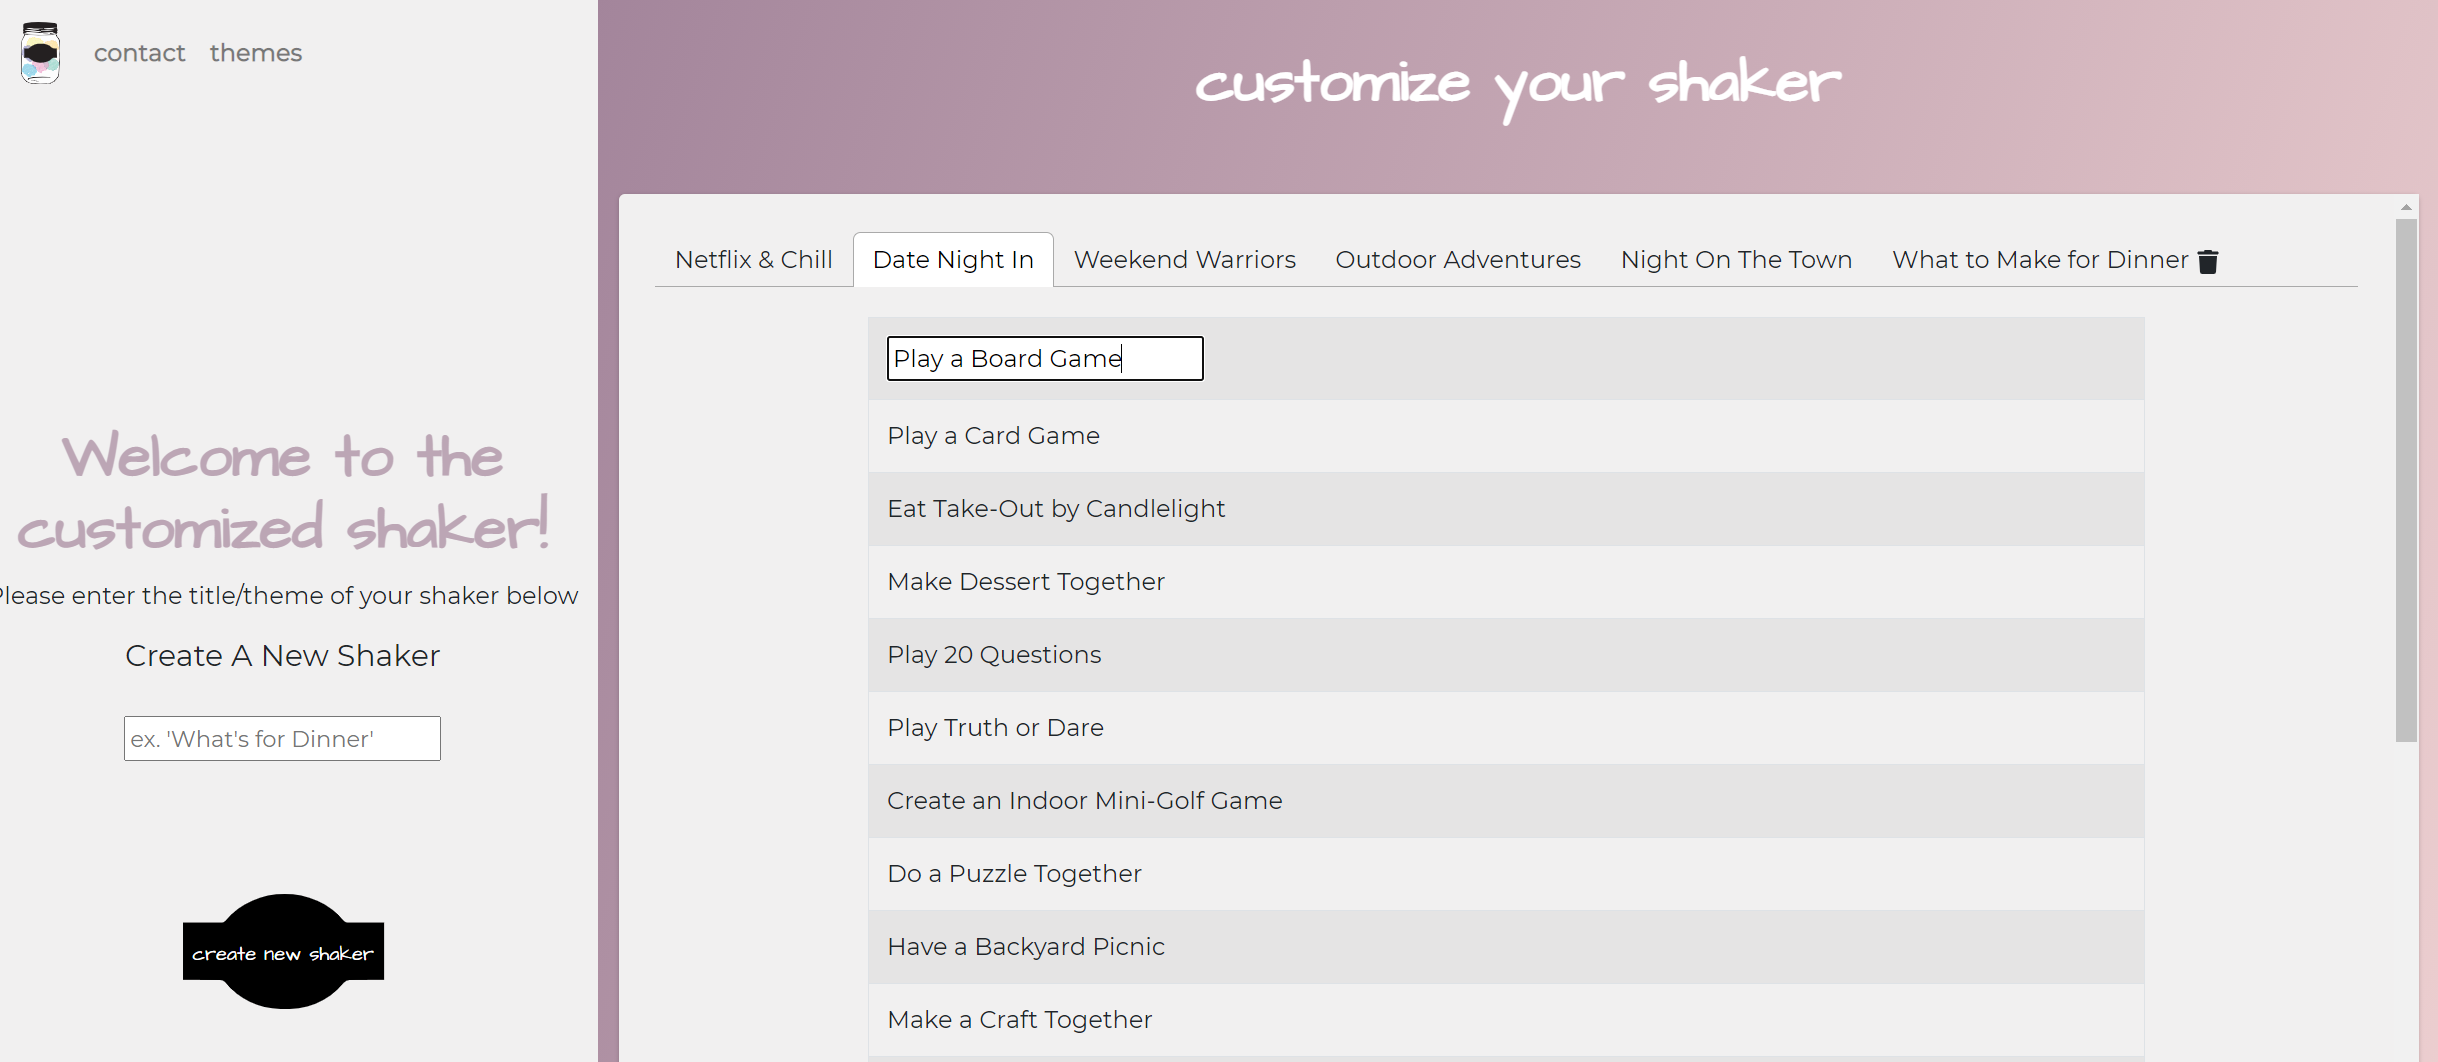 contact themes
Welcome to the
customized shaker!
lease enter the title/theme of your shaker below
Create A New Shaker
ex. 'What's for Dinner'
create new shaker
customize your shaker
Netflix & Chill Date Night In Weekend Warriors Outdoor Adventures Night On The Town What to Make for Dinner
Play a Board Game
Play a Card Game
Eat Take-Out by Candlelight
Make Dessert Together
Play 20 Questions
Play Truth or Dare
Create an Indoor Mini-Golf Game
Do a Puzzle Together
Have a Backyard Picnic
Make a Craft Together